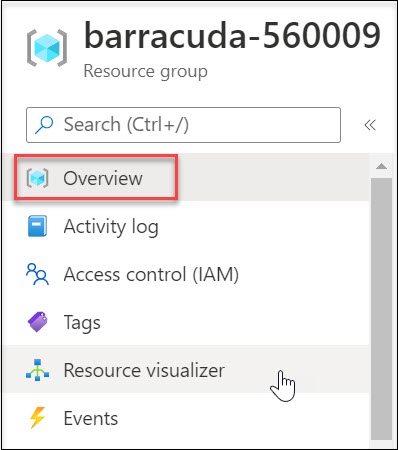 barracuda-560009
Resource group
Search (Ctrl+/)
Overview
Activity log
Access control (IAM)
Tags
Resource visualizer
Events